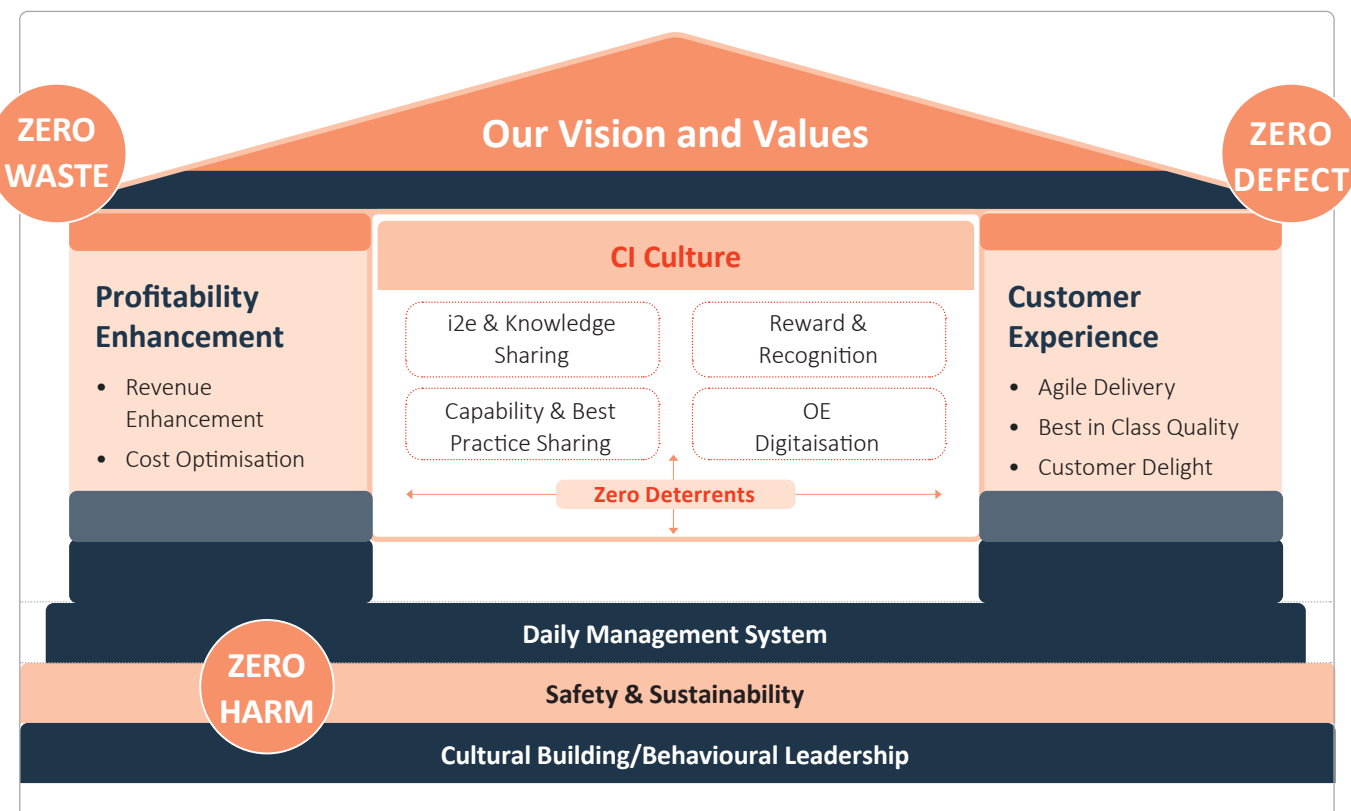 Our Vision and Values
ZERO
WASTE
ZERO
DEFECT
Profitability
Enhancement
• Revenue
Enhancement
• Cost Optimisation
CI Culture
i2e & Knowledge
Sharing
Reward &
Recognition
Capability & Best
Practice Sharing
OE
Digitaisation
Zero Deterrents
Customer
Experience
• Agile Delivery
• Best in Class Quality
• Customer Delight
Daily Management System
ZERO
HARM
Safety & Sustainability
Cultural Building/Behavioural Leadership